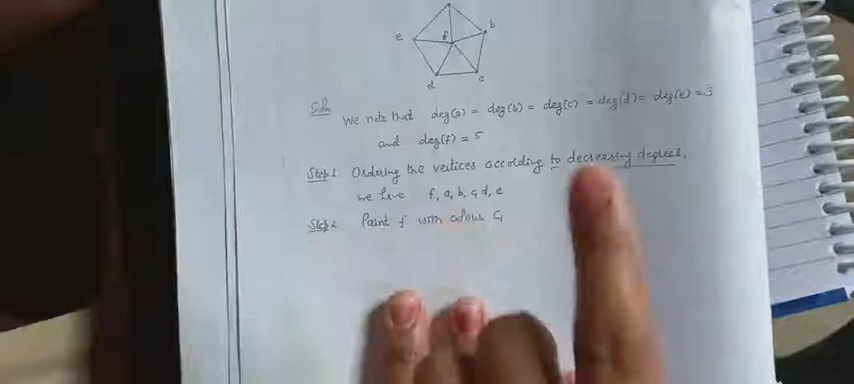 b
e
f
d
c
Soln We note that deg(a) = deg(b) = deg(c) = deg(d) = deg(e) = 3
and deg(f) = 5
Step 1 Ordering the vertices according to decreasing degrees,
we have f, a, b, c, d, e
Step 2 Paint f with colour C1